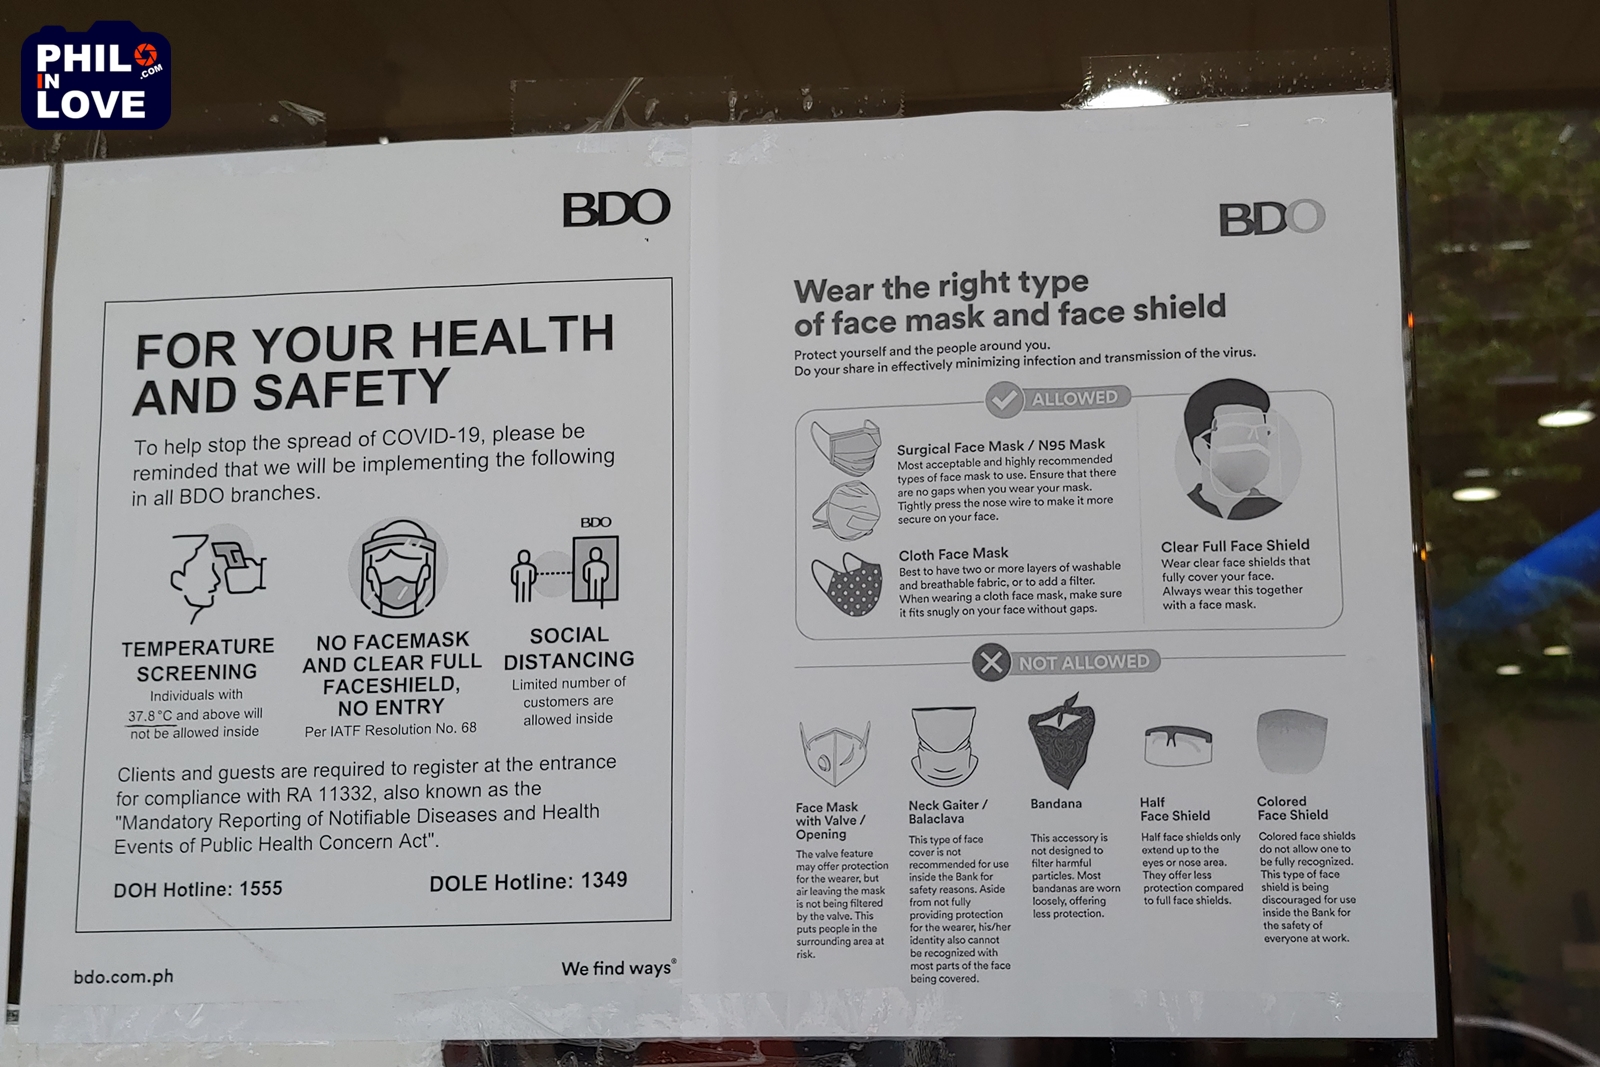 PHIL
IN
.COM
LOVE
BDO
FOR YOUR HEALTH
AND SAFETY
To help stop the spread of COVID-19, please be
reminded that we will be implementing the following
in all BDO branches.
TEMPERATURE
SCREENING
Individuals with
37.8°C and above will
not be allowed inside
NO FACEMASK
AND CLEAR FULL
FACESHIELD,
NO ENTRY
Per IATF Resolution No. 68
BDO
SOCIAL
DISTANCING
Limited number of
customers are
allowed inside
Clients and guests are required to register at the entrance
for compliance with RA 11332, also known as the
"Mandatory Reporting of Notifiable Diseases and Health
Events of Public Health Concern Act".
DOH Hotline: 1555
DOLE Hotline: 1349
bdo.com.ph
We find ways®
BDO
Wear the right type
of face mask and face shield
Protect yourself and the people around you.
Do your share in effectively minimizing infection and transmission of the virus.
ALLOWED
Surgical Face Mask / N95 Mask
Most acceptable and highly recommended
types of face mask to use. Ensure that there
are no gaps when you wear your mask.
Tightly press the nose wire to make it more
secure on your face.
Cloth Face Mask
Best to have two or more layers of washable
and breathable fabric, or to add a filter.
When wearing a cloth face mask, make sure
it fits snugly on your face without gaps.
Clear Full Face Shield
Wear clear face shields that
fully cover your face.
Always wear this together
with a face mask.
NOT ALLOWED
Face Mask
with Valve /
Opening
The valve feature
may offer protection
for the wearer, but
air leaving the mask
is not being filtered
by the valve. This
puts people in the
surrounding area at
risk.
Neck Gaiter /
Balaclava
This type of face
cover is not
recommended for use
inside the Bank for
safety reasons. Aside
from not fully
providing protection
for the wearer, his/her
identity also cannot
be recognized with
most parts of the face
being covered.
Bandana
This accessory is
not designed to
filter harmful
particles. Most
bandanas are worn
loosely, offering
less protection.
Half
Face Shield
Half face shields only
extend up to the
eyes or nose area.
They offer less
protection compared
to full face shields.
Colored
Face Shield
Colored face shields
do not allow one to
be fully recognized.
This type of face
shield is being
discouraged for use
inside the Bank for
the safety of
everyone at work.